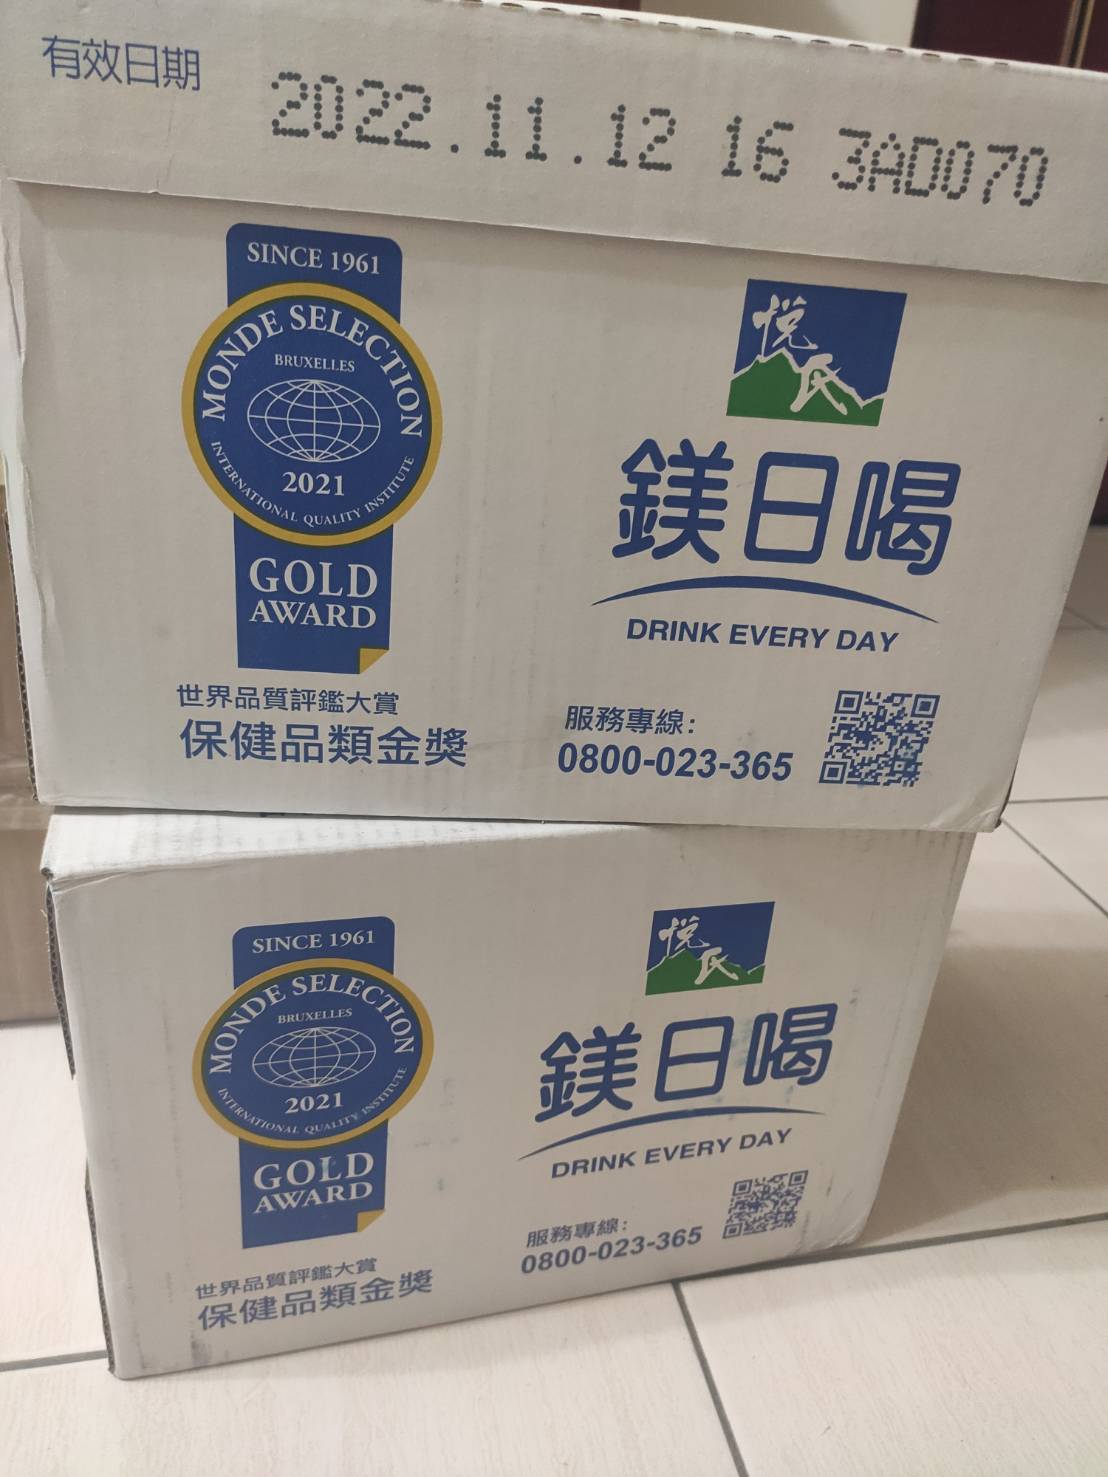 有效日期 2022.11.12 16 3AD070
SINCE 1961
MONDE SELECTION
BRUXELLES
2021
INTERNATIONAL QUALITY INSTITUTE
GOLD
AWARD
世界品質評鑑大賞
保健品類金獎
悦氏
鎂日喝
DRINK EVERY DAY
服務專線:
0800-023-365
SINCE 1961
MONDE SELECTION
BRUXELLES
2021
INTERNATIONAL QUALITY INSTITUTE
GOLD
AWARD
世界品質評鑑大賞
保健品類金獎
悦氏
鎂日喝
DRINK EVERY DAY
服務專線:
0800-023-365